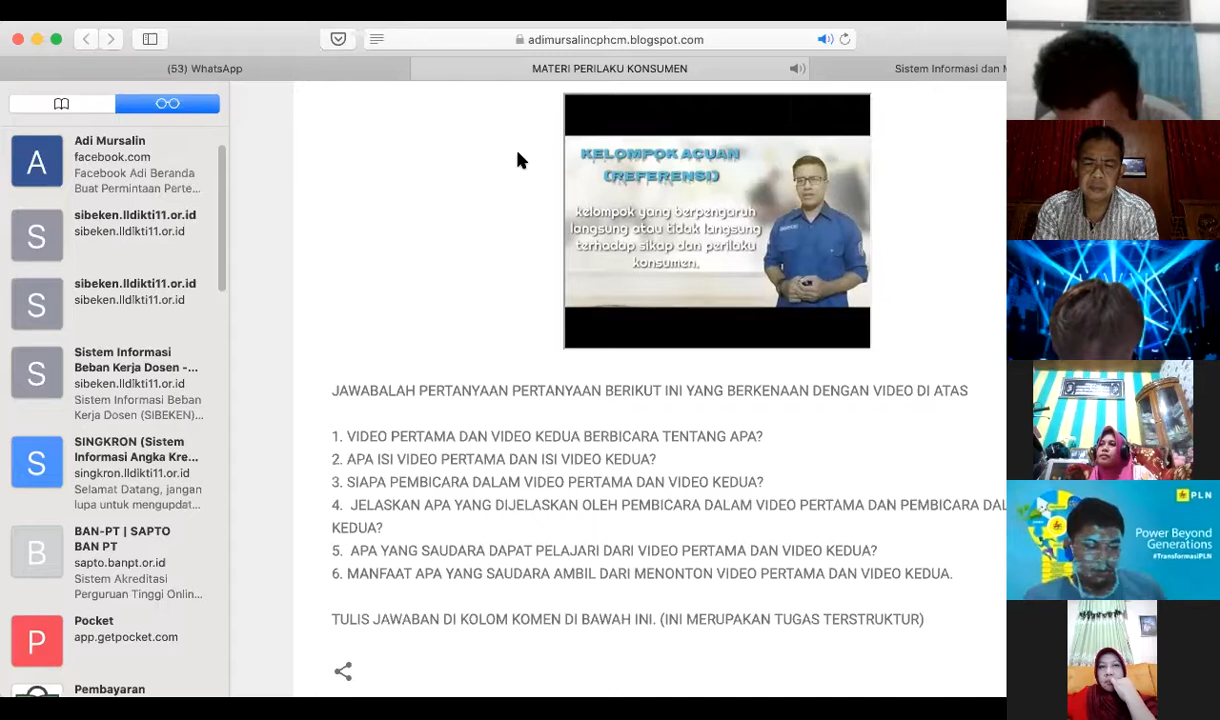 adimursalincphcm.blogspot.com
(53) WhatsApp
MATERI PERILAKU KONSUMEN
Sistem Informasi dan
Adi Mursalin
facebook.com
Facebook Adi Beranda
Buat Permintaan Perte...
sibeken.lldikti11.or.id
sibeken.lldikti11.or.id
sibeken.lldikti11.or.id
sibeken.lldikti11.or.id
Sistem Informasi
Beban Kerja Dosen -...
sibeken.lldikti11.or.id
Sistem Informasi Beban
Kerja Dosen (SIBEKEN)...
SINGKRON (Sistem
Informasi Angka Kre...
singkron.lldikti11.or.id
Selamat Datang, jangan
lupa untuk mengupdat...
BAN-PT | SAPTO
BAN PT
sapto.banpt.or.id
Sistem Akreditasi
Perguruan Tinggi Onlin...
Pocket
app.getpocket.com
Pembayaran
A
S
S
S
S
B
P
KELOMPOK ACUAN
(REFERENSI)
kelompok yang berpengaruh
langsung atau tidak langsung
terhadap sikap dan perilaku
konsumen.
JAWABALAH PERTANYAAN PERTANYAAN BERIKUT INI YANG BERKENAAN DENGAN VIDEO DI ATAS
1. VIDEO PERTAMA DAN VIDEO KEDUA BERBICARA TENTANG APA?
2. APA ISI VIDEO PERTAMA DAN ISI VIDEO KEDUA?
3. SIAPA PEMBICARA DALAM VIDEO PERTAMA DAN VIDEO KEDUA?
4. JELASKAN APA YANG DIJELASKAN OLEH PEMBICARA DALAM VIDEO PERTAMA DAN PEMBICARA
KEDUA?
5. APA YANG SAUDARA DAPAT PELAJARI DARI VIDEO PERTAMA DAN VIDEO KEDUA?
6. MANFAAT APA YANG SAUDARA AMBIL DARI MENONTON VIDEO PERTAMA DAN VIDEO KEDUA.
TULIS JAWABAN DI KOLOM KOMEN DI BAWAH INI. (INI MERUPAKAN TUGAS TERSTRUKTUR)
PLN
Power Beyond
Generations
#TransformasiPLN